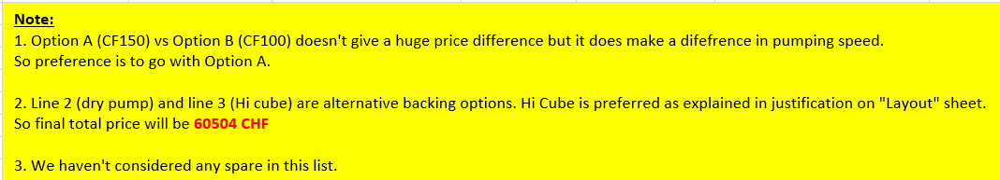 Note:
1. Option A (CF150) vs Option B (CF100) doesn't give a huge price difference but it does make a difefrence in pumping speed.
So preference is to go with Option A.
2. Line 2 (dry pump) and line 3 (Hi cube) are alternative backing options. Hi Cube is preferred as explained in justification on "Layout" sheet.
So final total price will be 60504 CHF
3. We haven't considered any spare in this list.